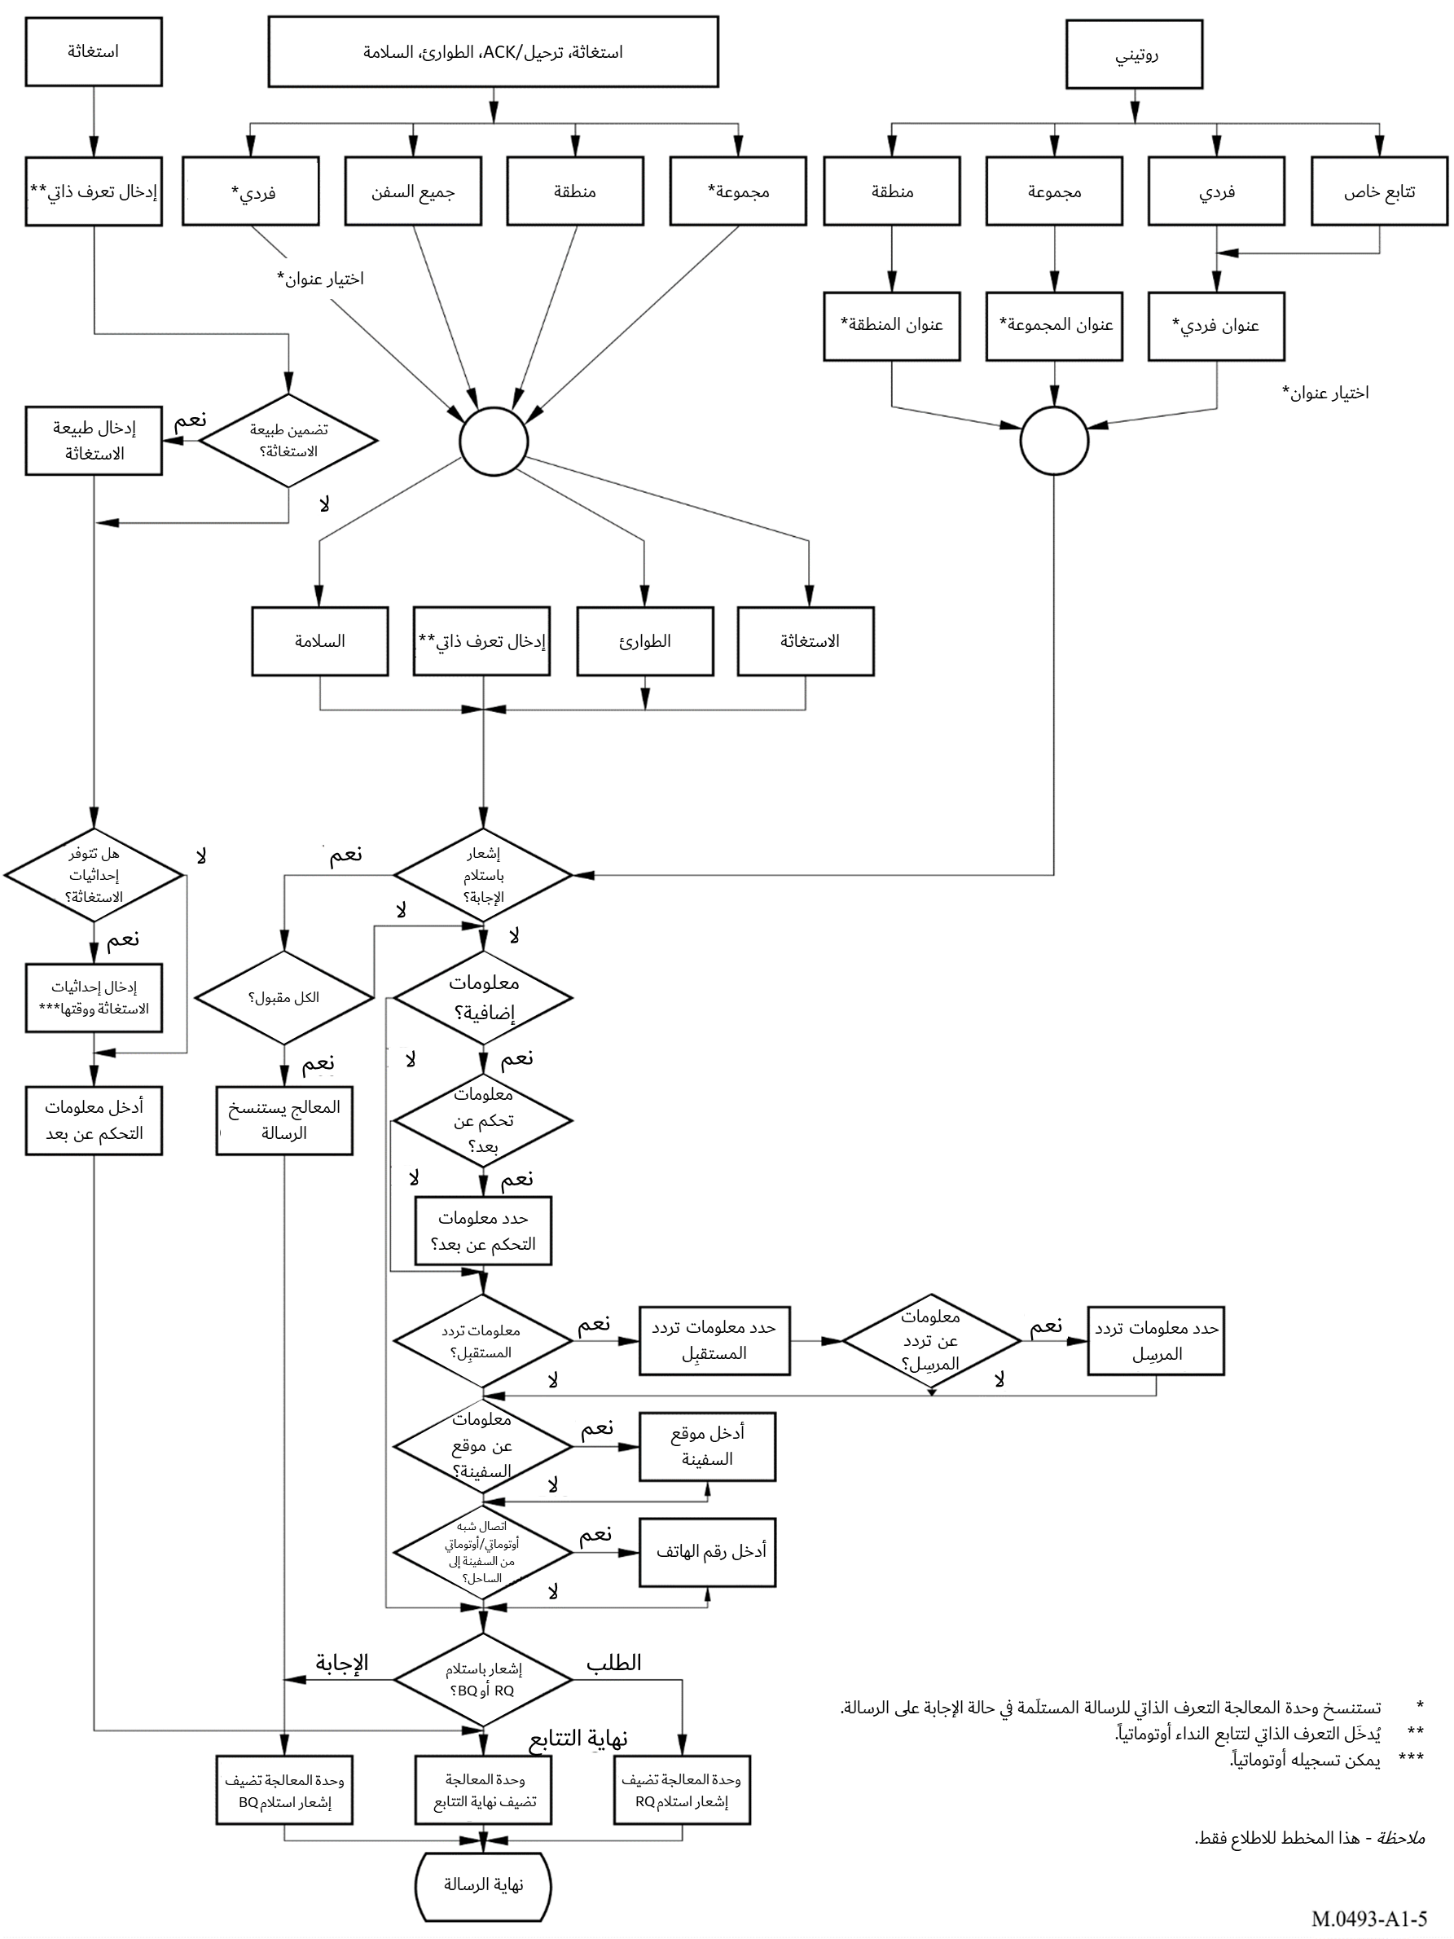 استغاثة
استغاثة، ترحيل/ACK، الطوارئ، السلامة
روتيني
إدخال تعرف ذاتي**
فردي*
جميع السفن
منطقة
مجموعة*
منطقة
مجموعة
فردي
تتابع خاص
اختيار عنوان*
عنوان المنطقة*
عنوان المجموعة*
عنوان فردي*
اختيار عنوان*
إدخال طبيعة
الاستغاثة
نعم
تضمين طبيعة
الاستغاثة؟
لا
السلامة
إدخال تعرف ذاتي**
الطوارئ
الاستغاثة
هل تتوفر
إحداثيات
الاستغاثة؟
لا
نعم
إشعار
باستلام
الإجابة؟
لا
لا
نعم
إدخال إحداثيات
الاستغاثة ووقتها***
الكل مقبول؟
معلومات
إضافية؟
نعم
لا
نعم
أدخل معلومات
التحكم عن بعد
المعالج يستنسخ
الرسالة
معلومات
تحكم عن
بعد؟
لا
نعم
حدد معلومات
التحكم عن بعد؟
معلومات تردد
المستقبِل؟
نعم
حدد معلومات تردد
المستقبِل
معلومات
عن تردد
المرسِل؟
نعم
حدد معلومات تردد
المرسِل
لا
لا
معلومات
عن موقع
السفينة؟
نعم
أدخل موقع
السفينة
لا
اتصال شبه
أوتوماتي/أوتوماتي
من السفينة إلى
الساحل؟
نعم
أدخل رقم الهاتف
لا
الإجابة
إشعار باستلام
RQ أو BQ؟
الطلب
نهاية التتابع
وحدة المعالجة تضيف
إشعار استلام BQ
وحدة المعالجة
تضيف نهاية التتابع
وحدة المعالجة تضيف
إشعار استلام RQ
نهاية الرسالة
* تستنسخ وحدة المعالجة التعرف الذاتي للرسالة المستلَمة في حالة الإجابة على الرسالة.
** يُدخَل التعرف الذاتي لتتابع النداء أوتوماتياً.
*** يمكن تسجيله أوتوماتياً.
ملاحظة - هذا المخطط للاطلاع فقط.
M.0493-A1-5